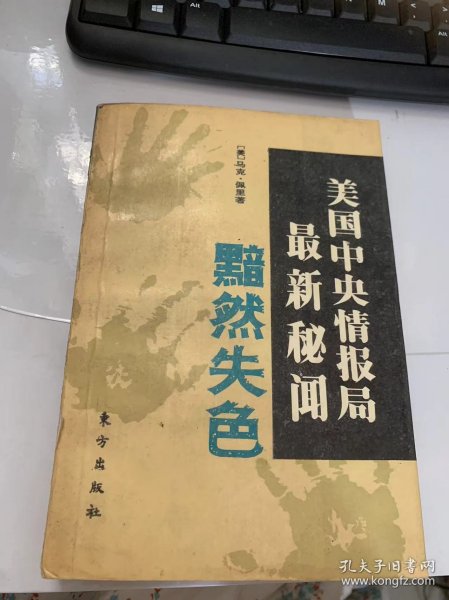 美国中央情报局
最新秘闻
黯然失色
[美]马克·佩里著
东方出版社
Alt
N
M
孔夫子旧书网
www.kongfz.com